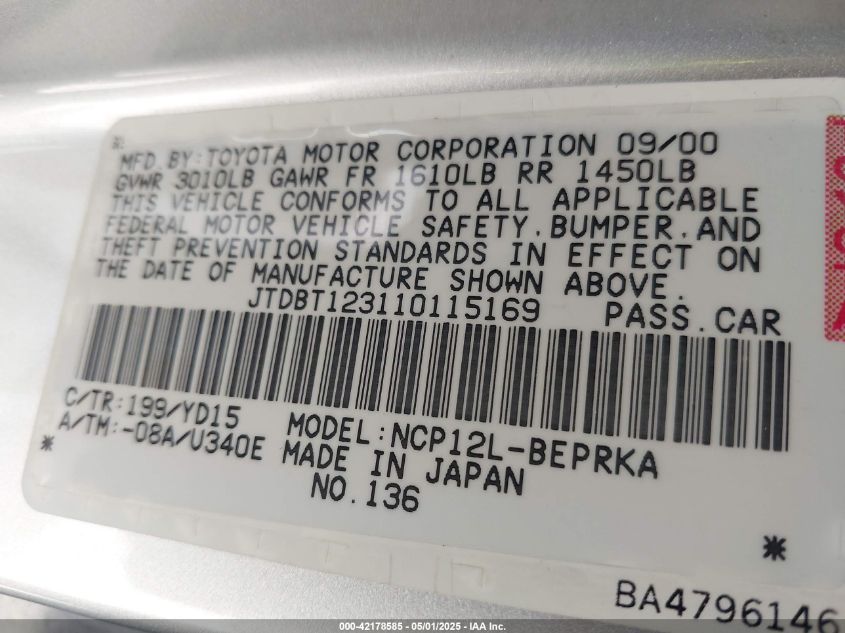 MFD.BY:TOYOTA MOTOR CORPORATION 09/00
GVWR 3010LB GAWR FR 1610LB RR 1450LB
THIS VEHICLE CONFORMS TO ALL APPLICABLE
FEDERAL MOTOR VEHICLE SAFETY.BUMPER.AND
THEFT PREVENTION STANDARDS IN EFFECT ON
THE DATE OF MANUFACTURE SHOWN ABOVE.
JTDBT123110115169 PASS.CAR
C/TR:199/YD15 MODEL:NCP12L-BEPRKA
A/TM:-08A/U340E MADE IN JAPAN
* NO.136 *
BA4796146
000-42178585 - 05/01/2025 - IAA Inc.